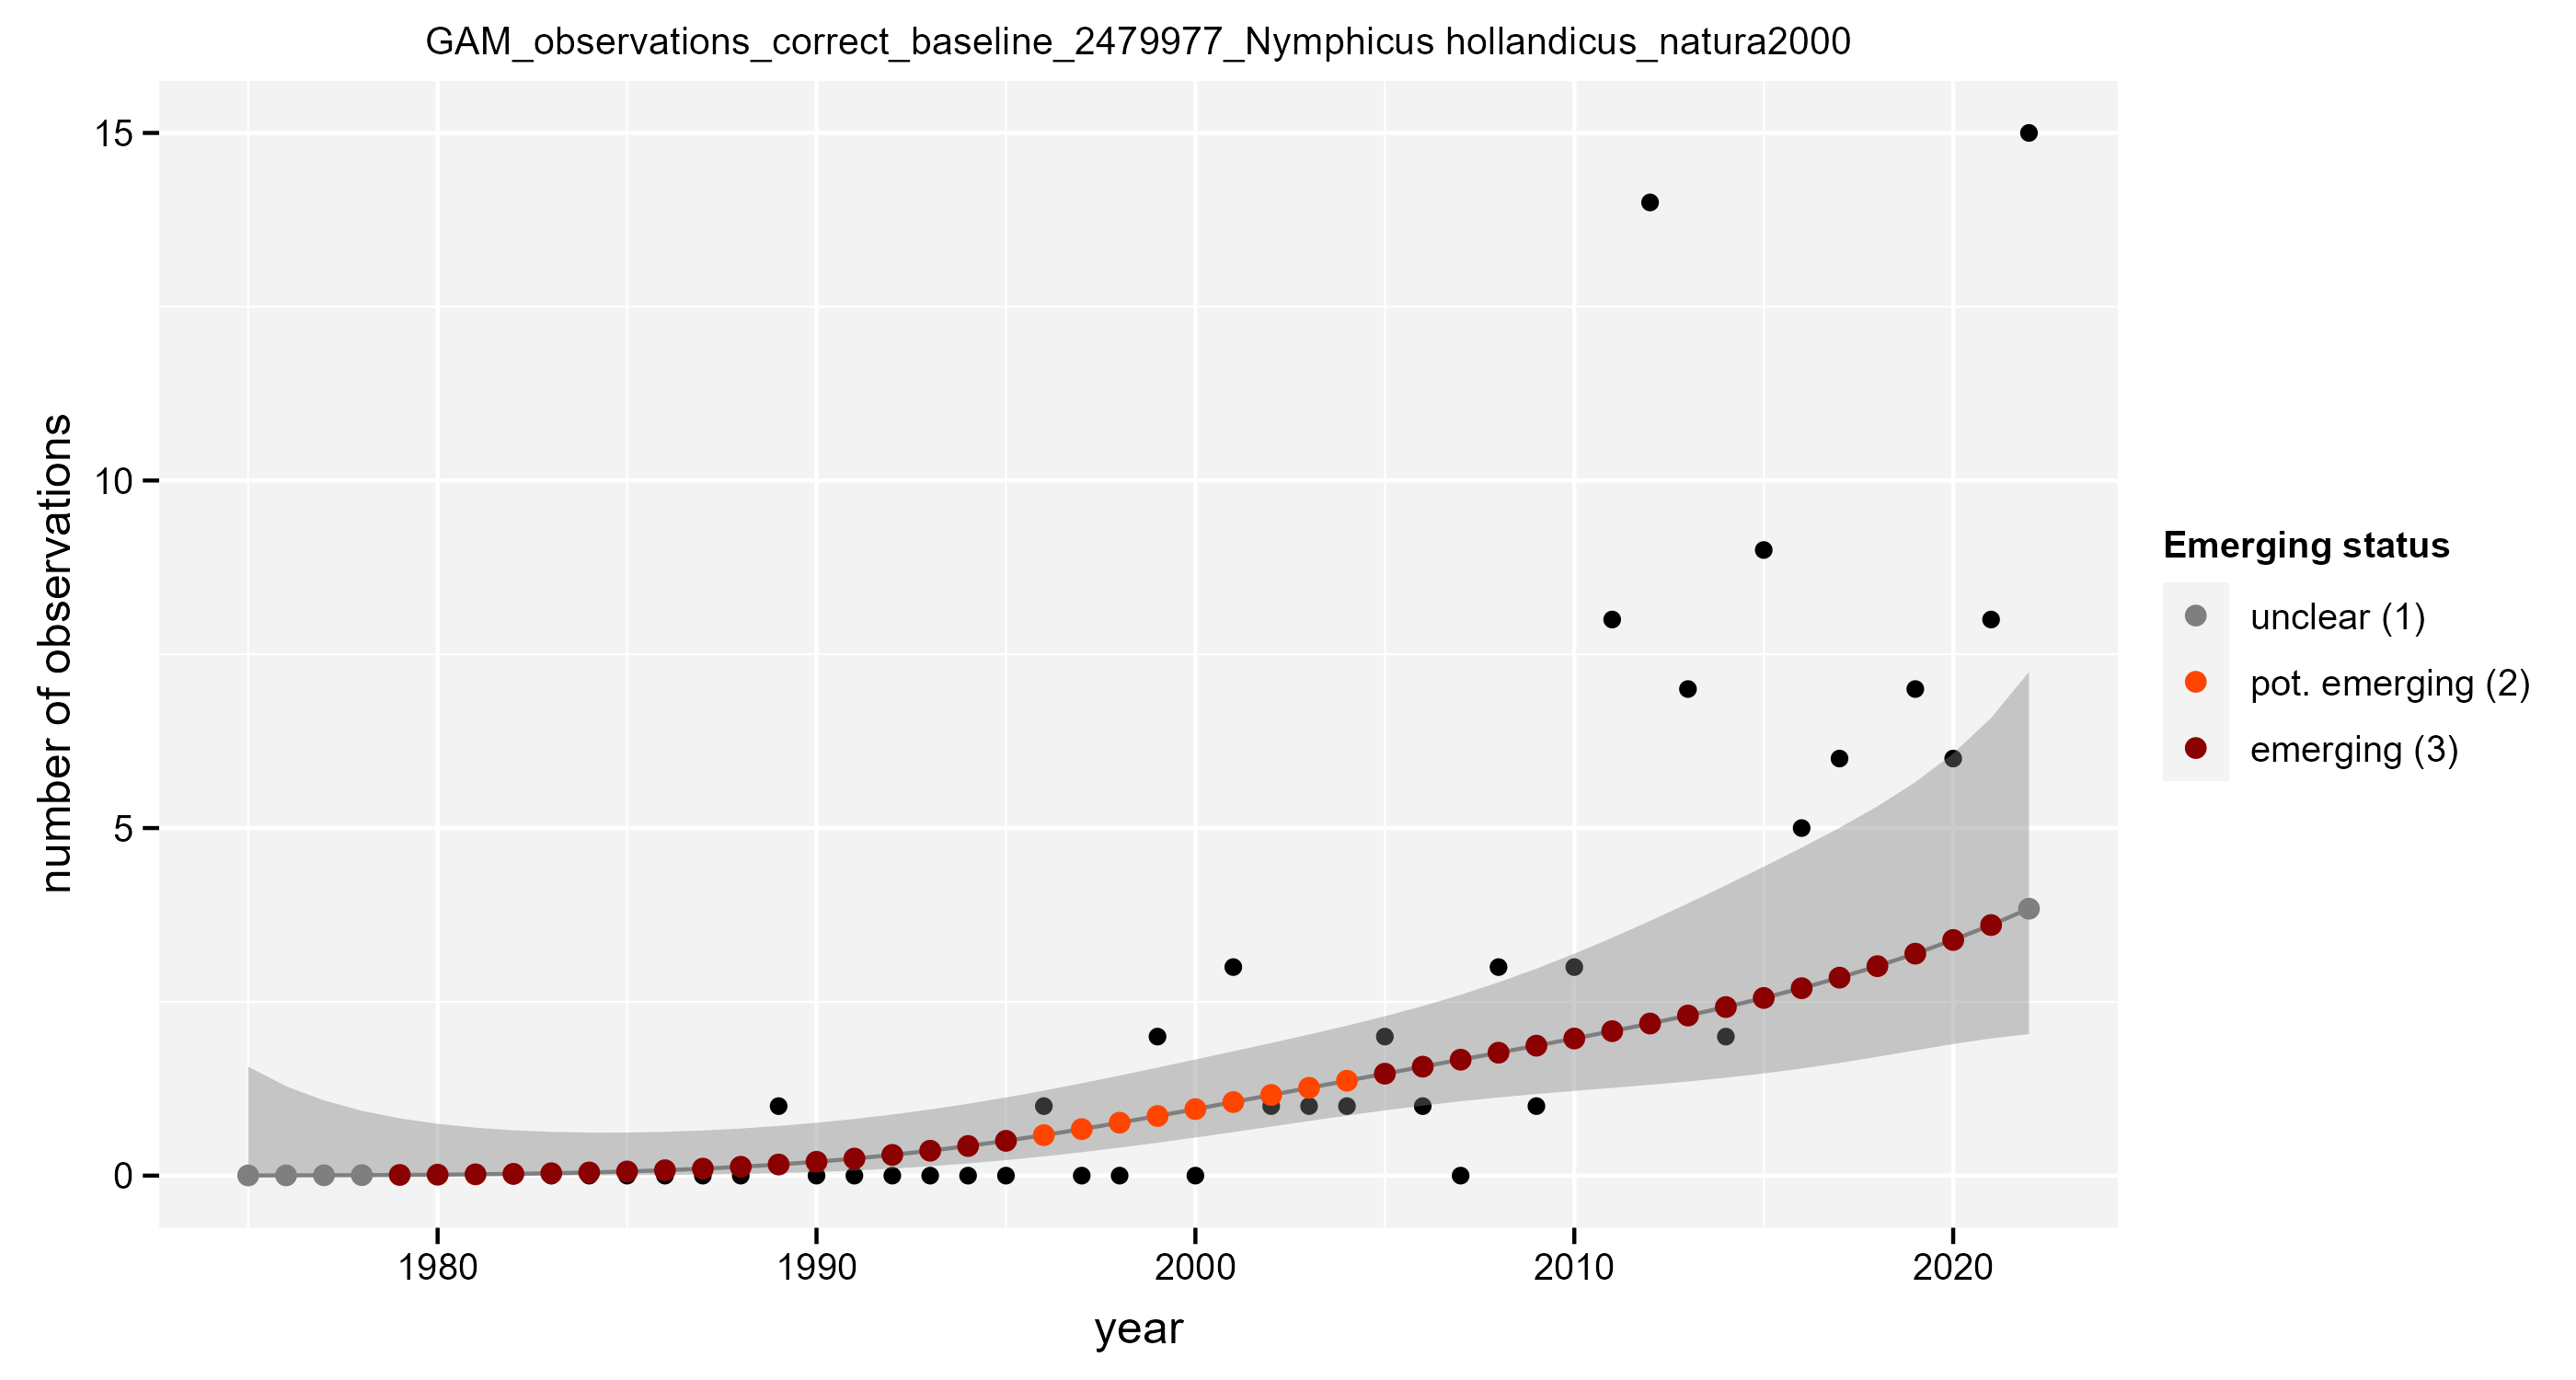 GAM_observations_correct_baseline_2479977_Nymphicus hollandicus_natura2000
15
10
5
0
number of observations
1980 1990 2000 2010 2020
year
Emerging status
unclear (1)
pot. emerging (2)
emerging (3)